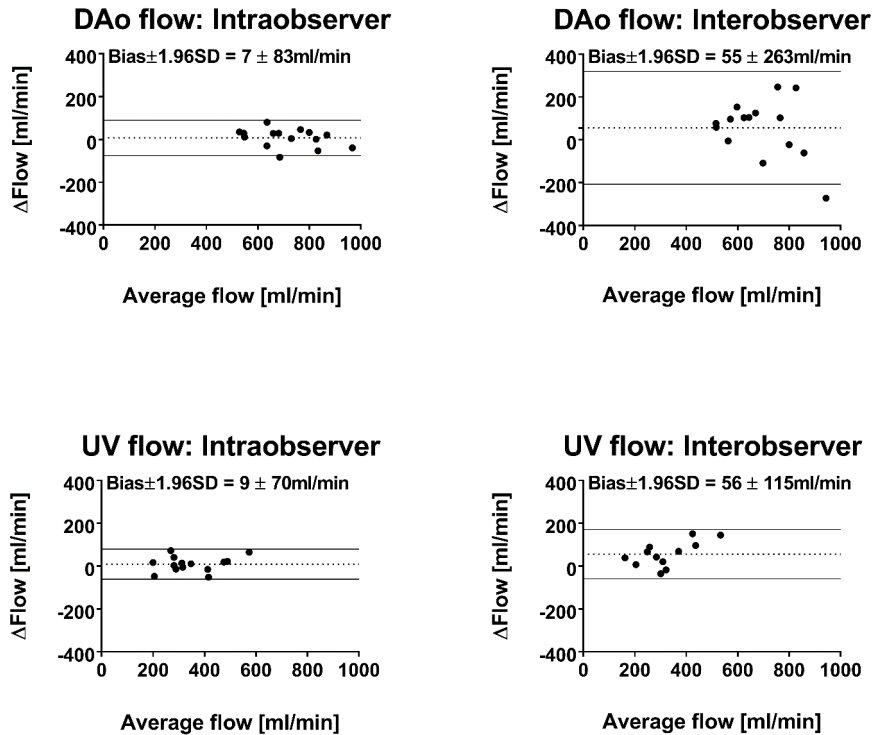 DAo flow: Intraobserver
Bias±1.96SD = 7 ± 83ml/min
400
200
0
-200
-400
0 200 400 600 800 1000
ΔFlow [ml/min]
Average flow [ml/min]
DAo flow: Interobserver
Bias±1.96SD = 55 ± 263ml/min
400
200
0
-200
-400
0 200 400 600 800 1000
ΔFlow [ml/min]
Average flow [ml/min]
UV flow: Intraobserver
Bias±1.96SD = 9 ± 70ml/min
400
200
0
-200
-400
0 200 400 600 800 1000
ΔFlow [ml/min]
Average flow [ml/min]
UV flow: Interobserver
Bias±1.96SD = 56 ± 115ml/min
400
200
0
-200
-400
0 200 400 600 800 1000
ΔFlow [ml/min]
Average flow [ml/min]